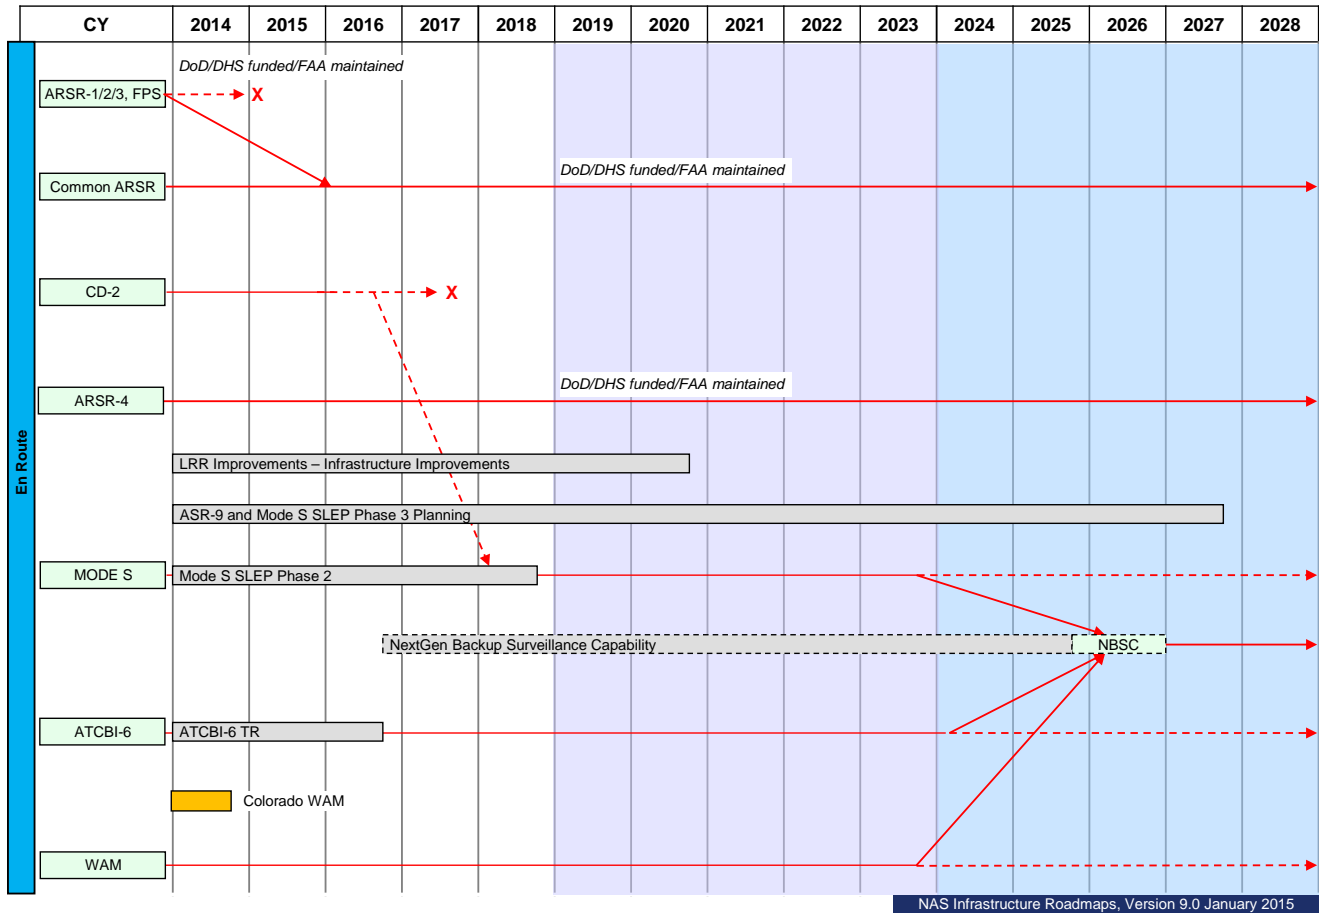 CY 2014 2015 2016 2017 2018 2019 2020 2021 2022 2023 2024 2025 2026 2027 2028
En Route
DoD/DHS funded/FAA maintained
ARSR-1/2/3, FPS X
DoD/DHS funded/FAA maintained
Common ARSR
CD-2 X
DoD/DHS funded/FAA maintained
ARSR-4
LRR Improvements – Infrastructure Improvements
ASR-9 and Mode S SLEP Phase 3 Planning
MODE S Mode S SLEP Phase 2
NextGen Backup Surveillance Capability NBSC
ATCBI-6 ATCBI-6 TR
Colorado WAM
WAM
NAS Infrastructure Roadmaps, Version 9.0 January 2015